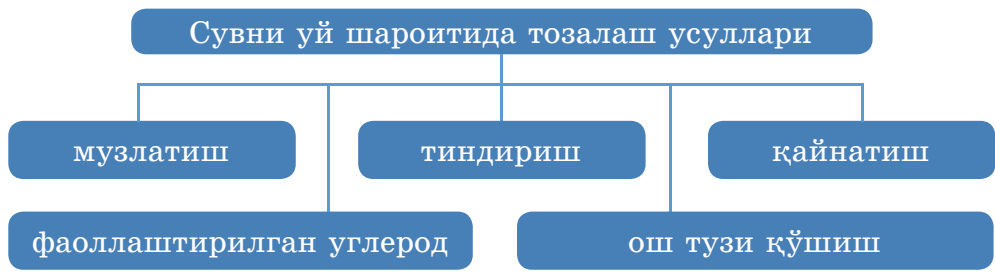 Сувни уй шароитида тозалаш усуллари
музлатиш
тиндириш
қайнатиш
фаоллаштирилган углерод
ош тузи қўшиш